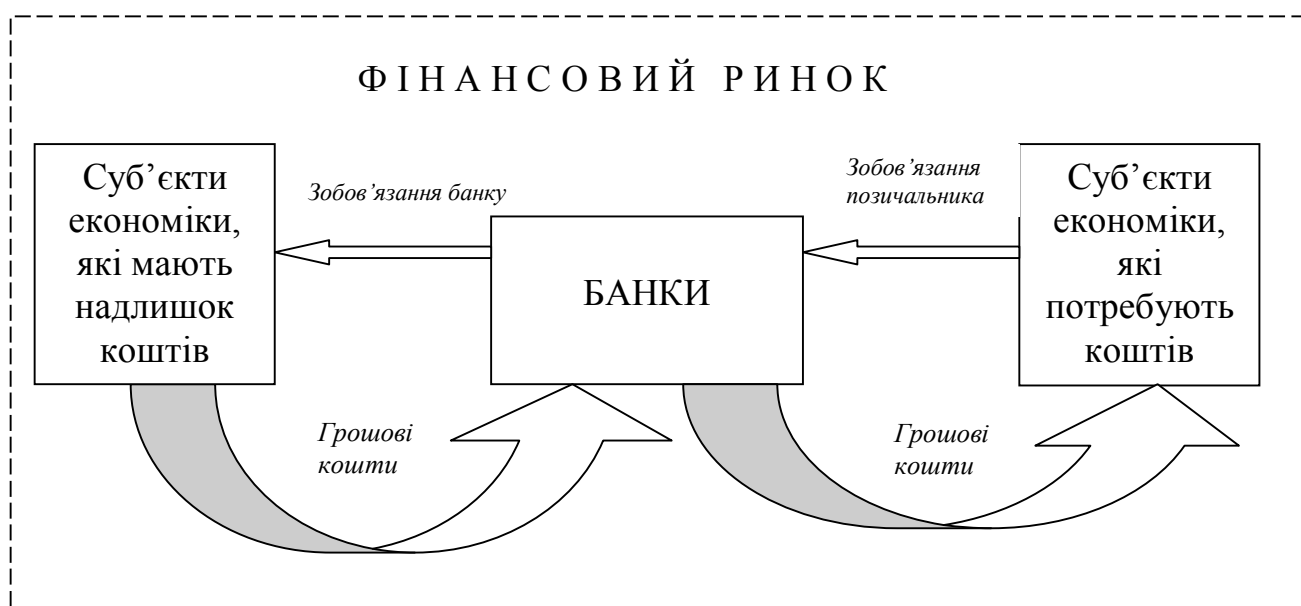 ФІНАНСОВИЙ РИНОК
Суб’єкти
економіки,
які мають
надлишок
коштів
Зобов’язання банку
БАНКИ
Зобов’язання
позичальника
Суб’єкти
економіки,
які
потребують
коштів
Грошові
кошти
Грошові
кошти